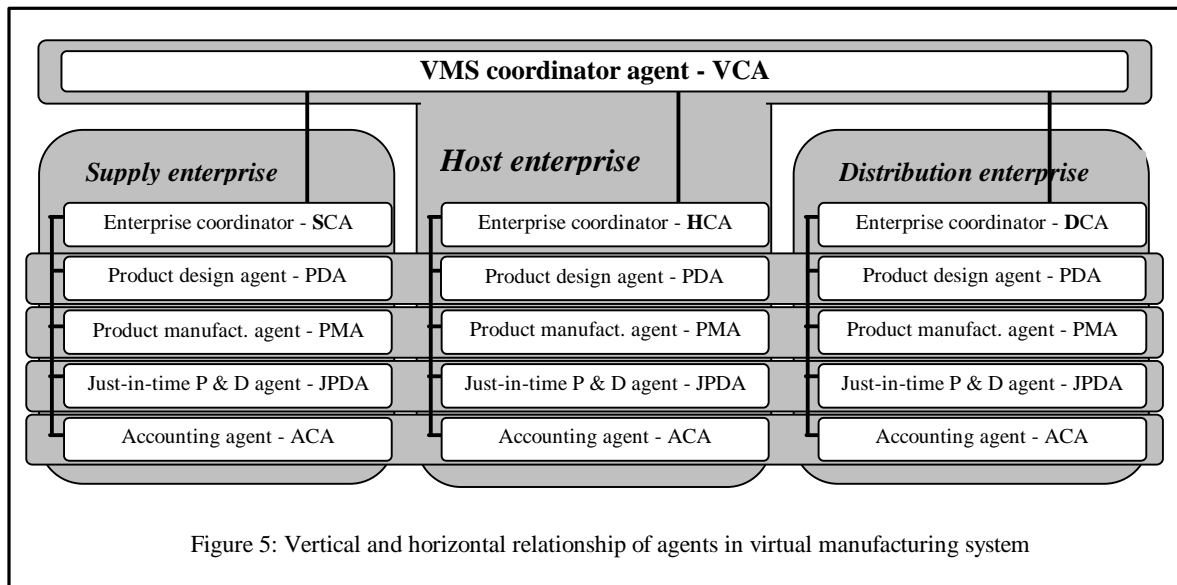 VMS coordinator agent - VCA
Supply enterprise
Host enterprise
Distribution enterprise
Enterprise coordinator - SCA
Enterprise coordinator - HCA
Enterprise coordinator - DCA
Product design agent - PDA
Product design agent - PDA
Product design agent - PDA
Product manufact. agent - PMA
Product manufact. agent - PMA
Product manufact. agent - PMA
Just-in-time P & D agent - JPDA
Just-in-time P & D agent - JPDA
Just-in-time P & D agent - JPDA
Accounting agent - ACA
Accounting agent - ACA
Accounting agent - ACA
Figure 5: Vertical and horizontal relationship of agents in virtual manufacturing system